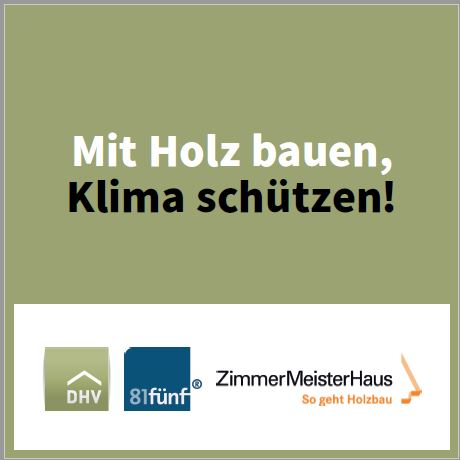 Mit Holz bauen,
Klima schützen!
DHV
81fünf®
ZimmerMeisterHaus
So geht Holzbau